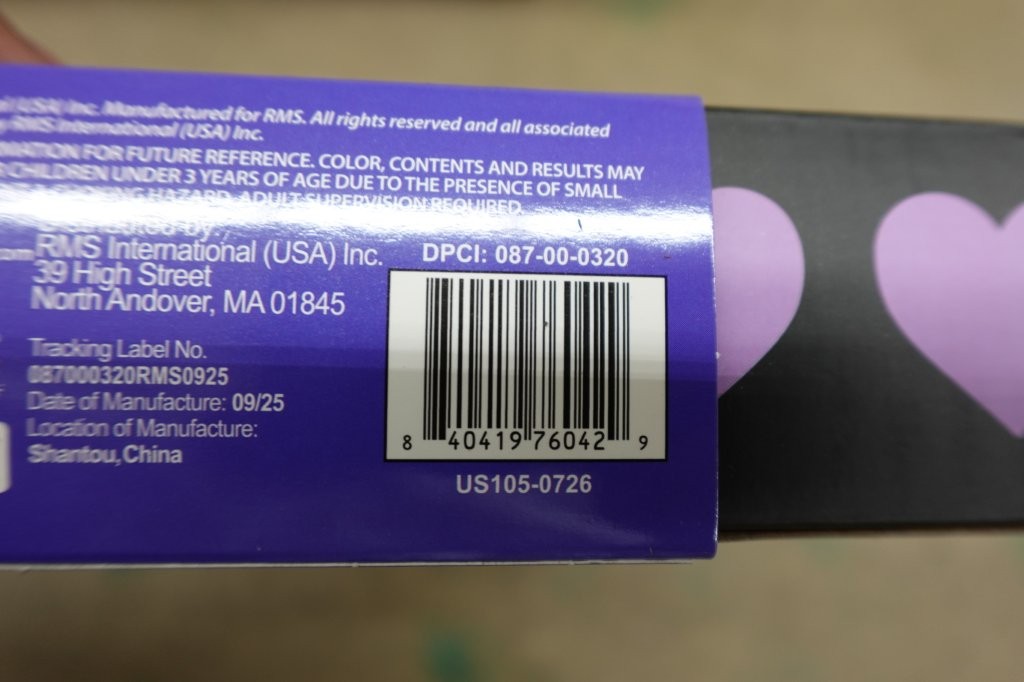 (USA) Inc. Manufactured for RMS. All rights reserved and all associated
RMS International (USA) Inc.
FOR FUTURE REFERENCE. COLOR, CONTENTS AND RESULTS MAY
CHILDREN UNDER 3 YEARS OF AGE DUE TO THE PRESENCE OF SMALL
HAZARD. ADULT SUPERVISION REQUIRED.
by:
RMS International (USA) Inc.
39 High Street
North Andover, MA 01845
DPCI: 087-00-0320
Tracking Label No.
087000320RMS0925
Date of Manufacture: 09/25
Location of Manufacture:
Shantou, China
8 40419 76042 9
US105-0726